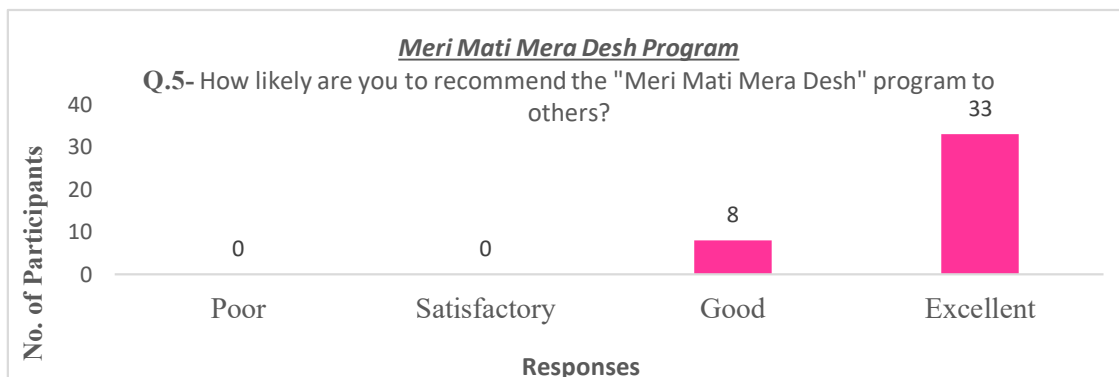 Meri Mati Mera Desh Program
Q.5- How likely are you to recommend the "Meri Mati Mera Desh" program to
others?
No. of Participants
40
30
20
10
0
0
0
8
33
Poor
Satisfactory
Good
Excellent
Responses